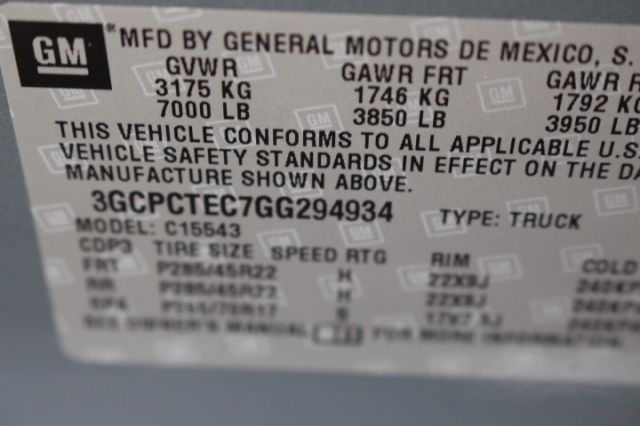 GM *MFD BY GENERAL MOTORS DE MEXICO, S.
GVWR GAWR FRT GAWR R
3175 KG 1746 KG 1792 KG
7000 LB 3850 LB 3950 LB
THIS VEHICLE CONFORMS TO ALL APPLICABLE U.S.
VEHICLE SAFETY STANDARDS IN EFFECT ON THE DA
MANUFACTURE SHOWN ABOVE.
3GCPCTEC7GG294934 TYPE: TRUCK
MODEL: C15543
CDP3 TIRE SIZE SPEED RTG RIM COLD
FRT P285/45R22 H 22X9J
RR P285/45R22 H 22X9J